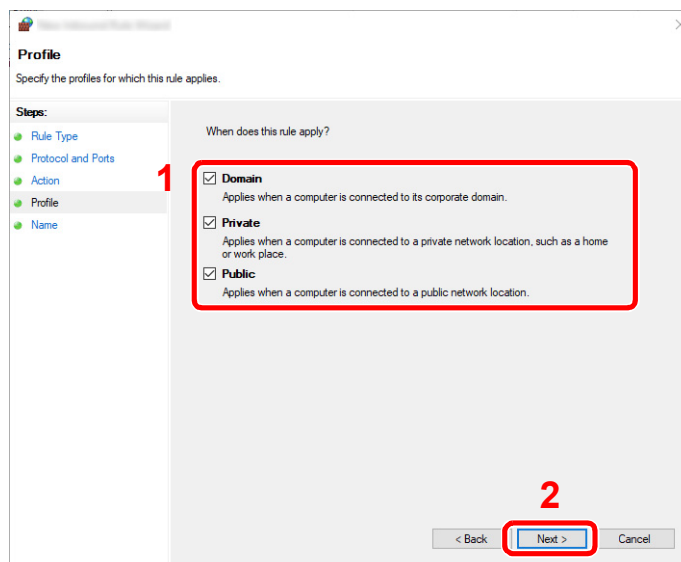 Profile
Specify the profiles for which this rule applies.
Steps:
Rule Type
Protocol and Ports
Action
Profile
Name
When does this rule apply?
1
Domain
Applies when a computer is connected to its corporate domain.
Private
Applies when a computer is connected to a private network location, such as a home
or work place.
Public
Applies when a computer is connected to a public network location.
2
< Back
Next >
Cancel